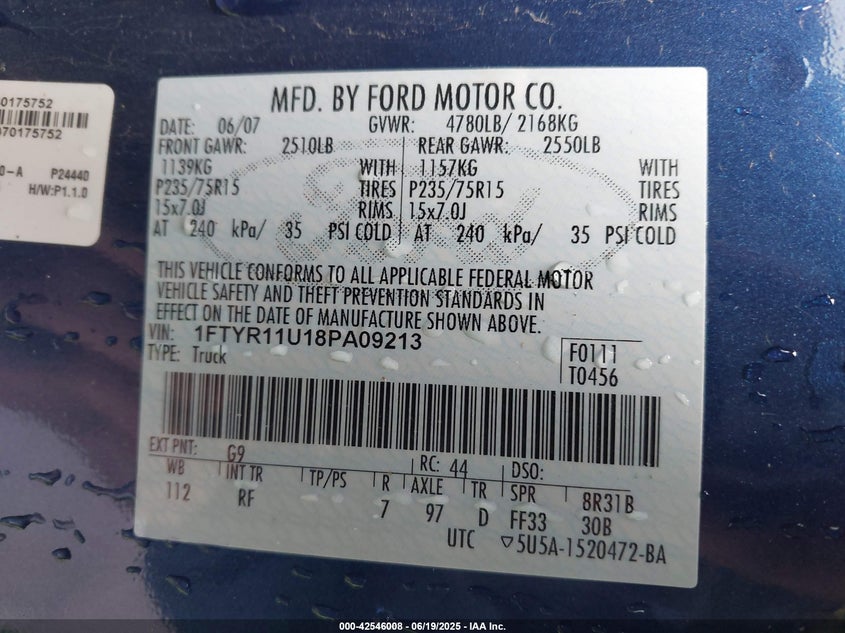 0175752
70175752
0-A P24440
H/W:P1.1.0
MFD. BY FORD MOTOR CO.
DATE: 06/07 GVWR: 4780LB/ 2168KG
FRONT GAWR: 2510LB REAR GAWR: 2550LB
1139KG WITH 1157KG WITH
P235/75R15 TIRES P235/75R15 TIRES
15x7.0J RIMS 15x7.0J RIMS
AT 240 kPa/ 35 PSI COLD AT 240 kPa/ 35 PSI COLD
THIS VEHICLE CONFORMS TO ALL APPLICABLE FEDERAL MOTOR
VEHICLE SAFETY AND THEFT PREVENTION STANDARDS IN
EFFECT ON THE DATE OF MANUFACTURE SHOWN ABOVE.
VIN: 1FTYR11U18PA09213
TYPE: Truck
F0111
T0456
EXT PNT: G9 RC: 44 DSO:
WB INT TR TP/PS R AXLE TR SPR 8R31B
112 RF 7 97 D FF33 30B
UTC ▽5U5A-1520472-BA
000-42546008 - 06/19/2025 - IAA Inc.